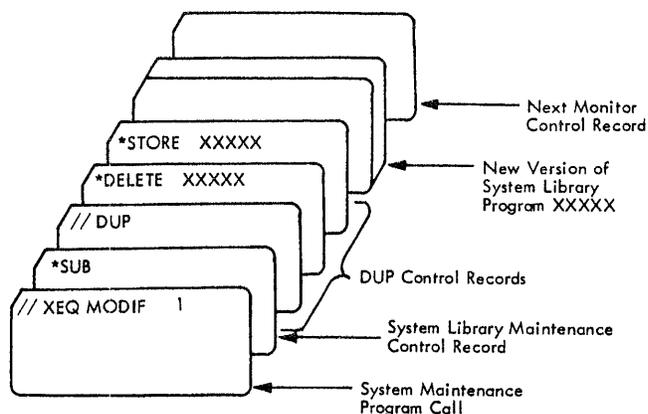 Next Monitor
Control Record
*STORE XXXXX
New Version of
System Library
Program XXXXX
*DELETE XXXXX
// DUP
*SUB
DUP Control Records
// XEQ MODIF 1
System Library Maintenance
Control Record
System Maintenance
Program Call